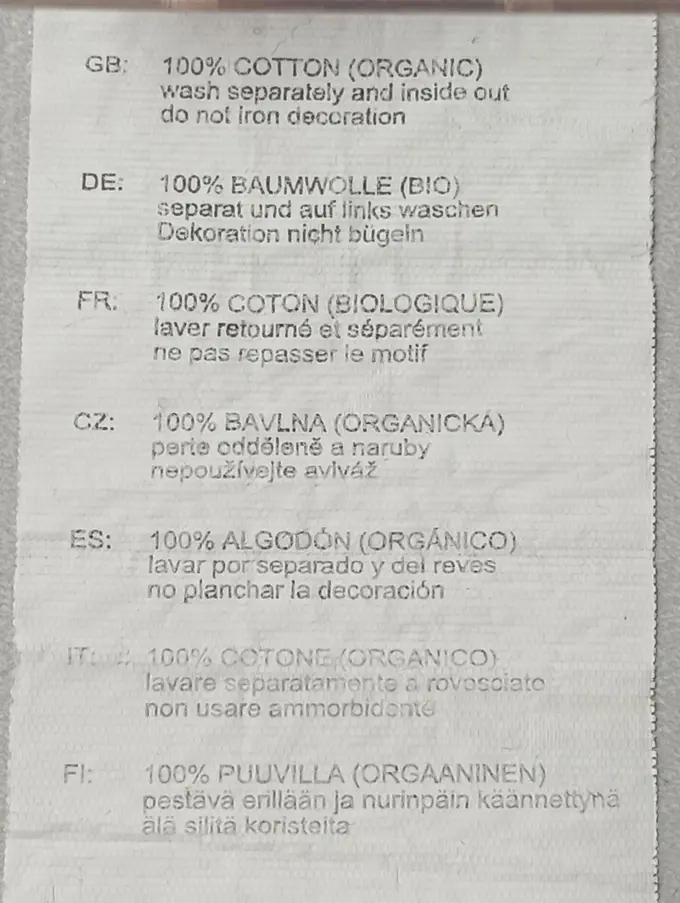 GB: 100% COTTON (ORGANIC)
wash separately and inside out
do not iron decoration
DE: 100% BAUMWOLLE (BIO)
separat und auf links waschen
Dekoration nicht bügeln
FR: 100% COTON (BIOLOGIQUE)
laver retourné et séparément
ne pas repasser le motif
CZ: 100% BAVLNA (ORGANICKÁ)
perte odděleně a naruby
nepoužívejte aviváž
ES: 100% ALGODÓN (ORGÁNICO)
lavar por separado y del reves
no planchar la decoración
IT: 100% COTONE (ORGANICO)
lavare separatamente a rovesciato
non usare ammorbidente
FI: 100% PUUVILLA (ORGAANINEN)
pestävä erillään ja nurinpäin käännettynä
älä silitä koristeita